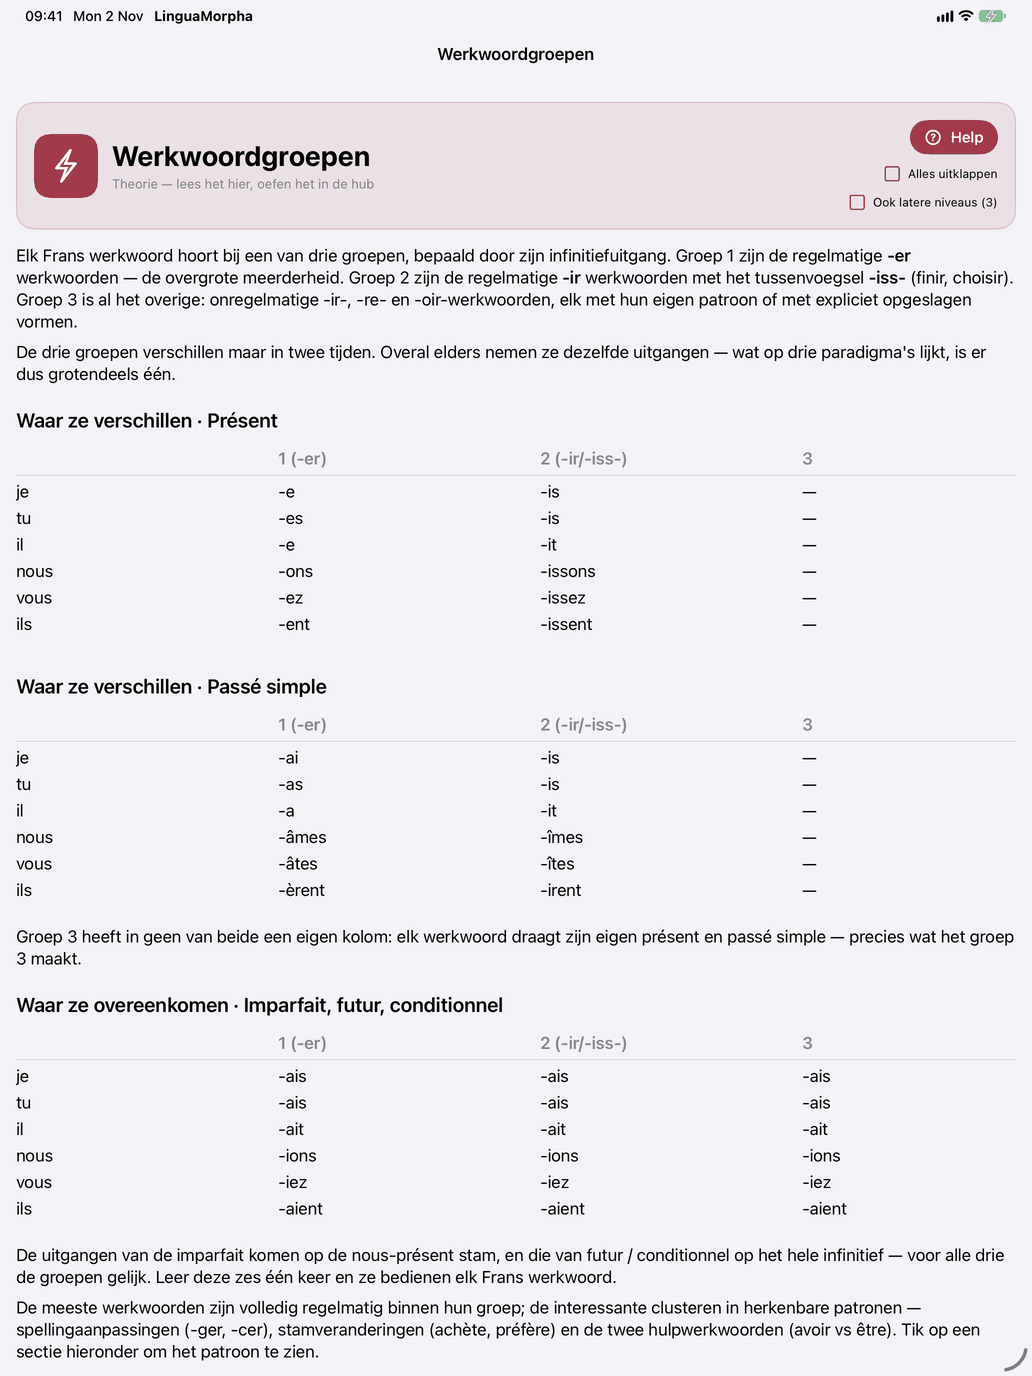 09:41 Mon 2 Nov LinguaMorpha
Werkwoordgroepen
Werkwoordgroepen
Theorie — lees het hier, oefen het in de hub
Help
Alles uitklappen
Ook latere niveaus (3)
Elk Frans werkwoord hoort bij een van drie groepen, bepaald door zijn infinitiefuitgang. Groep 1 zijn de regelmatige -er
werkwoorden — de overgrote meerderheid. Groep 2 zijn de regelmatige -ir werkwoorden met het tussenvoegsel -iss- (finir, choisir).
Groep 3 is al het overige: onregelmatige -ir-, -re- en -oir-werkwoorden, elk met hun eigen patroon of met expliciet opgeslagen
vormen.
De drie groepen verschillen maar in twee tijden. Overal elders nemen ze dezelfde uitgangen — wat op drie paradigma's lijkt, is er
dus grotendeels één.
Waar ze verschillen · Présent
1 (-er) 2 (-ir/-iss-) 3
je -e -is —
tu -es -is —
il -e -it —
nous -ons -issons —
vous -ez -issez —
ils -ent -issent —
Waar ze verschillen · Passé simple
1 (-er) 2 (-ir/-iss-) 3
je -ai -is —
tu -as -is —
il -a -it —
nous -âmes -îmes —
vous -âtes -îtes —
ils -èrent -irent —
Groep 3 heeft in geen van beide een eigen kolom: elk werkwoord draagt zijn eigen présent en passé simple — precies wat het groep
3 maakt.
Waar ze overeenkomen · Imparfait, futur, conditionnel
1 (-er) 2 (-ir/-iss-) 3
je -ais -ais -ais
tu -ais -ais -ais
il -ait -ait -ait
nous -ions -ions -ions
vous -iez -iez -iez
ils -aient -aient -aient
De uitgangen van de imparfait komen op de nous-présent stam, en die van futur / conditionnel op het hele infinitief — voor alle drie
de groepen gelijk. Leer deze zes één keer en ze bedienen elk Frans werkwoord.
De meeste werkwoorden zijn volledig regelmatig binnen hun groep; de interessante clusteren in herkenbare patronen —
spellingaanpassingen (-ger, -cer), stamveranderingen (achète, préfère) en de twee hulpwerkwoorden (avoir vs être). Tik op een
sectie hieronder om het patroon te zien.